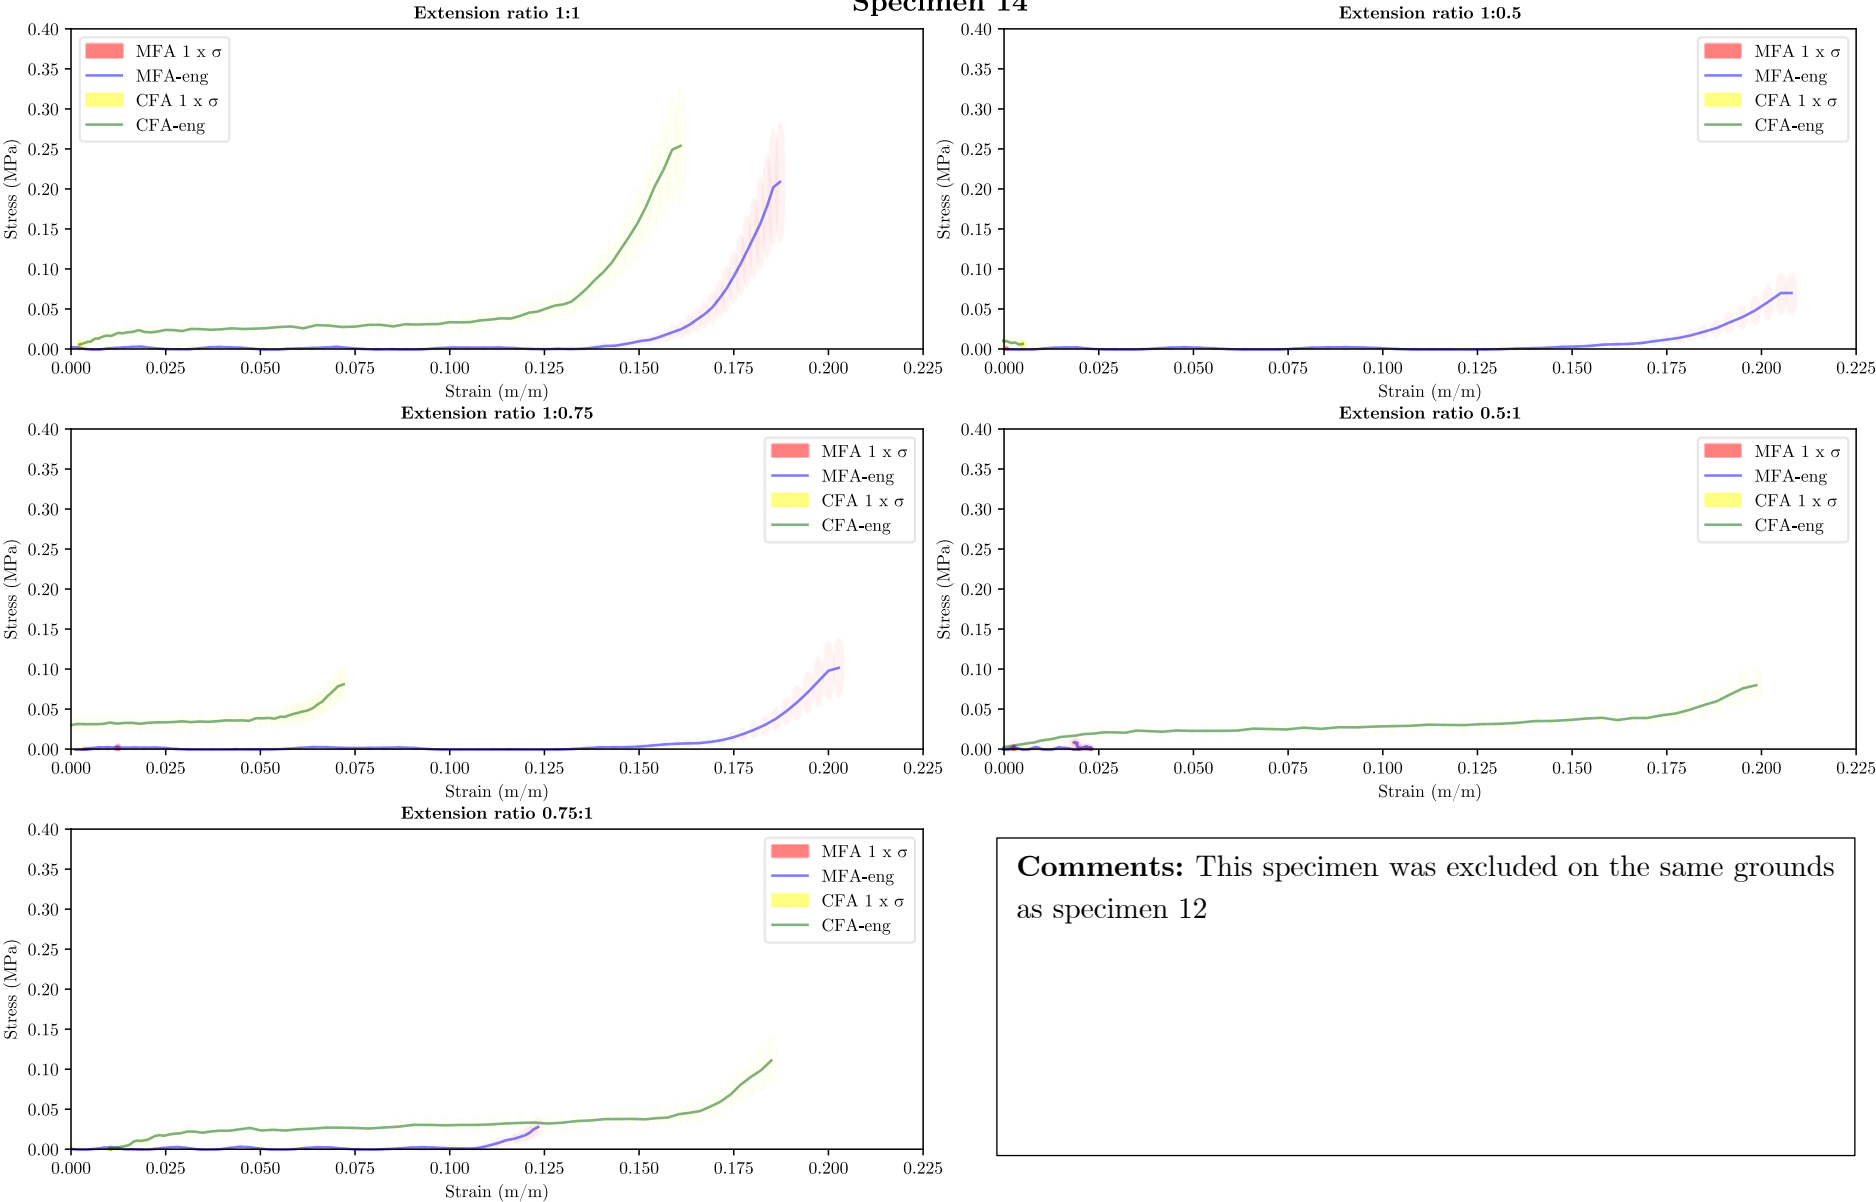 Specimen 14
Extension ratio 1:1
0.40
0.35
0.30
0.25
0.20
0.15
0.10
0.05
0.00
Stress (MPa)
MFA 1 x σ
MFA-eng
CFA 1 x σ
CFA-eng
0.000 0.025 0.050 0.075 0.100 0.125 0.150 0.175 0.200 0.225
Strain (m/m)
Extension ratio 1:0.5
0.40
0.35
0.30
0.25
0.20
0.15
0.10
0.05
0.00
Stress (MPa)
MFA 1 x σ
MFA-eng
CFA 1 x σ
CFA-eng
0.000 0.025 0.050 0.075 0.100 0.125 0.150 0.175 0.200 0.225
Strain (m/m)
Extension ratio 1:0.75
0.40
0.35
0.30
0.25
0.20
0.15
0.10
0.05
0.00
Stress (MPa)
MFA 1 x σ
MFA-eng
CFA 1 x σ
CFA-eng
0.000 0.025 0.050 0.075 0.100 0.125 0.150 0.175 0.200 0.225
Strain (m/m)
Extension ratio 0.5:1
0.40
0.35
0.30
0.25
0.20
0.15
0.10
0.05
0.00
Stress (MPa)
MFA 1 x σ
MFA-eng
CFA 1 x σ
CFA-eng
0.000 0.025 0.050 0.075 0.100 0.125 0.150 0.175 0.200 0.225
Strain (m/m)
Extension ratio 0.75:1
0.40
0.35
0.30
0.25
0.20
0.15
0.10
0.05
0.00
Stress (MPa)
MFA 1 x σ
MFA-eng
CFA 1 x σ
CFA-eng
0.000 0.025 0.050 0.075 0.100 0.125 0.150 0.175 0.200 0.225
Strain (m/m)
Comments: This specimen was excluded on the same grounds
as specimen 12